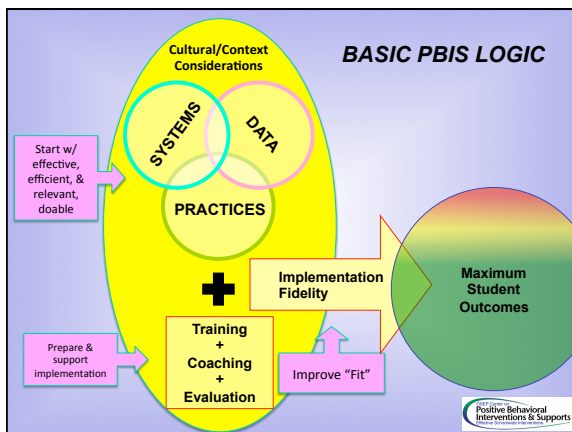 Cultural/Context
Considerations
BASIC PBIS LOGIC
SYSTEMS
DATA
PRACTICES
Start w/
effective,
efficient, &
relevant,
doable
+
Implementation
Fidelity
Maximum
Student
Outcomes
Training
+
Coaching
+
Evaluation
Prepare &
support
implementation
Improve “Fit”
OSEP Center on
Positive Behavioral
Interventions & Supports
Effective Schoolwide Interventions